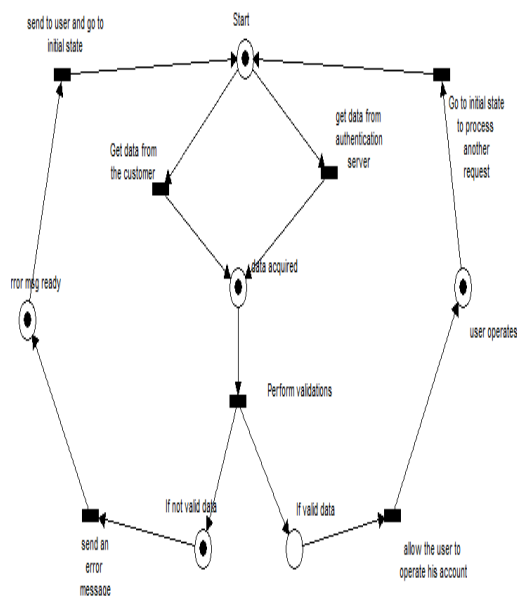 send to user and go to
initial state
Start
Go to initial state
to process
another
request
Get data from
the customer
get data from
authentication
server
data acquired
rror msg ready
user operates
Perform validations
If not valid data
If valid data
send an
error
message
allow the user to
operate his account